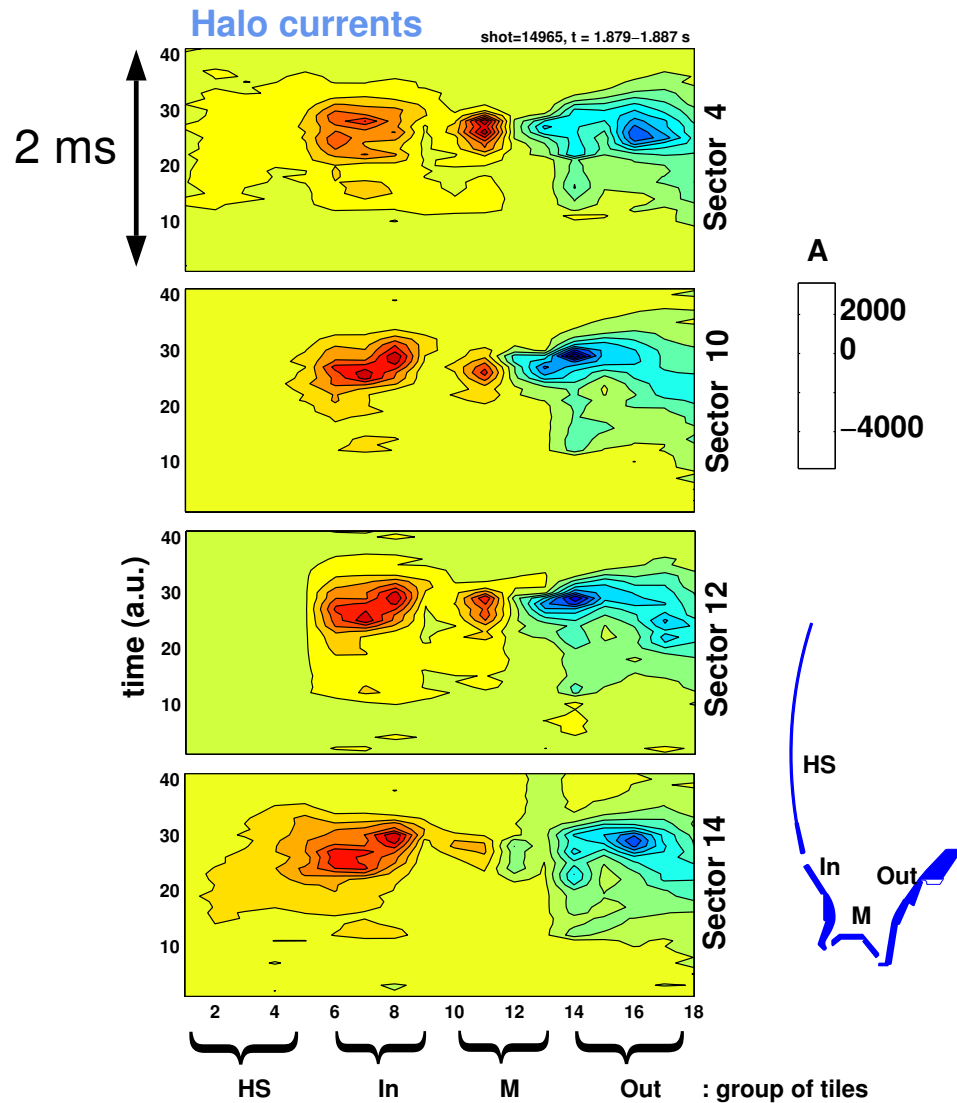 Halo currents
shot=14965, t = 1.879−1.887 s
2 ms
40
30
20
10
Sector 4
40
30
20
10
Sector 10
A
2000
0
−4000
time (a.u.)
40
30
20
10
Sector 12
40
30
20
10
Sector 14
2 4 6 8 10 12 14 16 18
HS In M Out : group of tiles
HS
In
Out
M